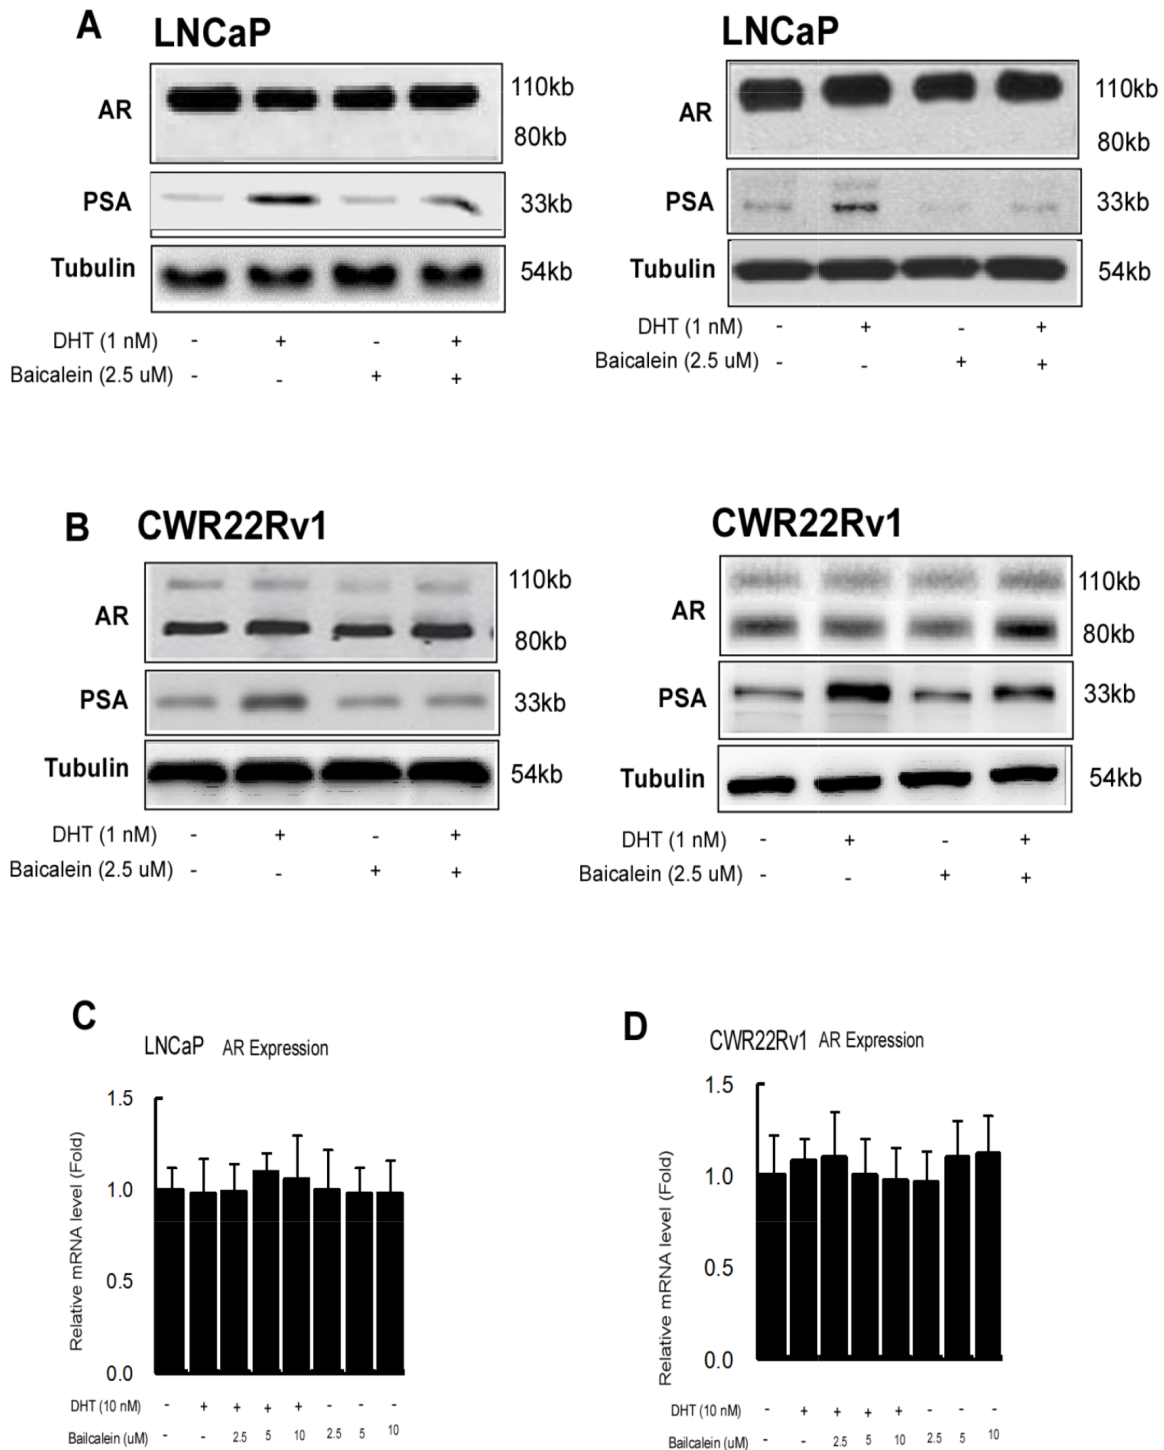 A
LNCaP
AR
110kb
80kb
PSA
33kb
Tubulin
54kb
DHT (1 nM) - + - +
Baicalein (2.5 uM) - - + +
LNCaP
AR
110kb
80kb
PSA
33kb
Tubulin
54kb
DHT (1 nM) - + - +
Baicalein (2.5 uM) - - + +
B
CWR22Rv1
AR
110kb
80kb
PSA
33kb
Tubulin
54kb
DHT (1 nM) - + - +
Baicalein (2.5 uM) - - + +
CWR22Rv1
AR
110kb
80kb
PSA
33kb
Tubulin
54kb
DHT (1 nM) - + - +
Baicalein (2.5 uM) - - + +
C
LNCaP AR Expression
Relative mRNA level (Fold)
1.5
1.0
0.5
0.0
DHT (10 nM) - + + + + - - -
Bailcalein (uM) - - 2.5 5 10 2.5 5 10
D
CWR22Rv1 AR Expression
Relative mRNA level (Fold)
1.5
1.0
0.5
0.0
DHT (10 nM) - + + + + - - -
Bailcalein (uM) - - 2.5 5 10 2.5 5 10